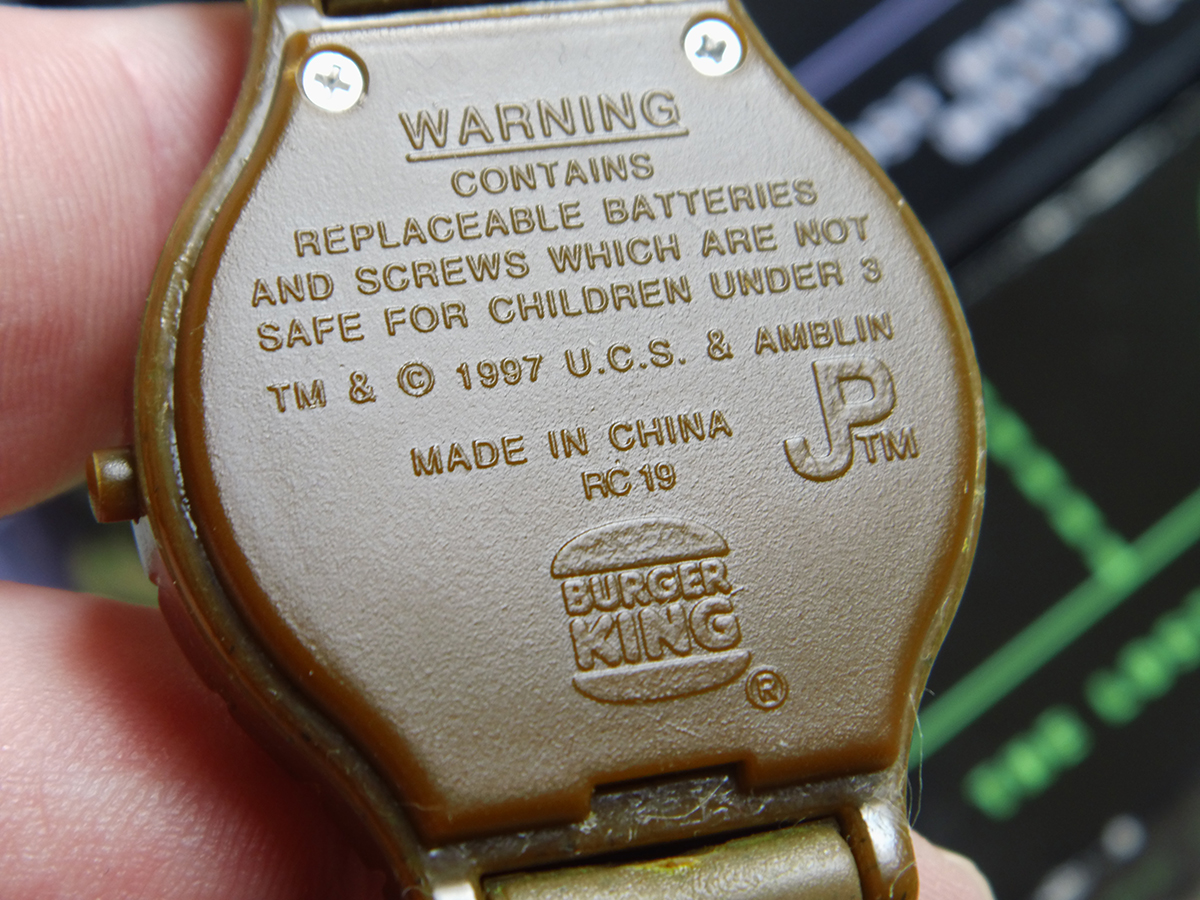 WARNING
CONTAINS
REPLACEABLE BATTERIES
AND SCREWS WHICH ARE NOT
SAFE FOR CHILDREN UNDER 3
TM & © 1997 U.C.S. & AMBLIN
JP TM
MADE IN CHINA
RC 19
BURGER
KING ®